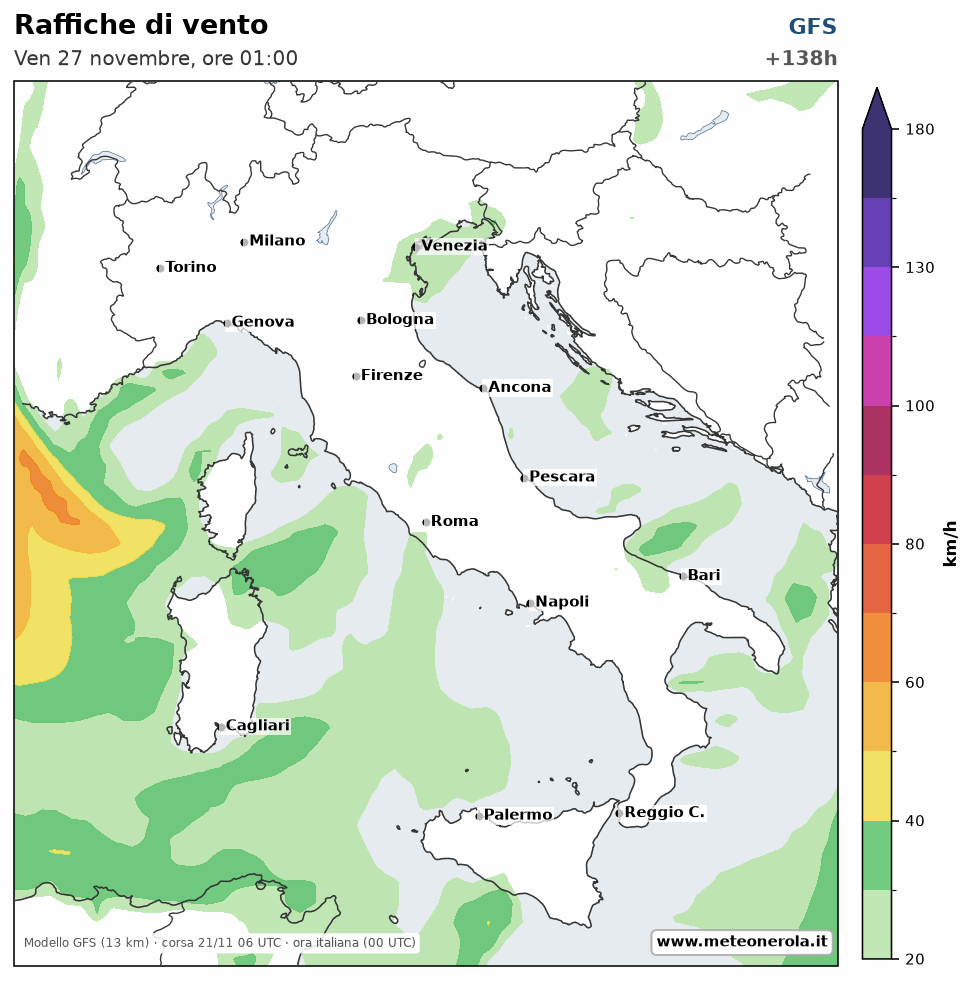 Raffiche di vento
GFS
Ven 27 novembre, ore 01:00
+138h
180
130
100
80
60
40
20
km/h
Venezia
Milano
Torino
Bologna
Genova
Firenze
Ancona
Pescara
Roma
Bari
Napoli
Cagliari
Palermo
Reggio C.
Modello GFS (13 km) · corsa 21/11 06 UTC · ora italiana (00 UTC)
www.meteonerola.it